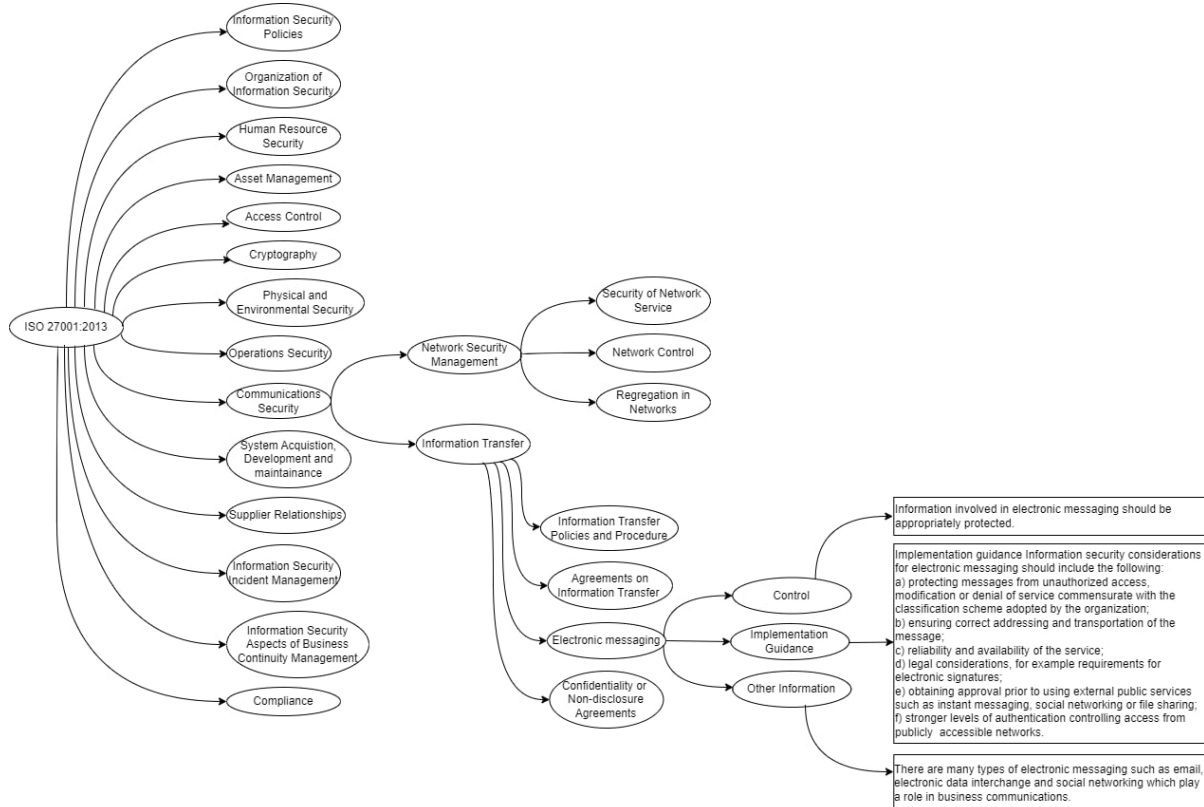 Information Security
Policies
Organization of
Information Security
Human Resource
Security
Asset Management
Access Control
Cryptography
Physical and
Environmental Security
ISO 27001:2013
Operations Security
Communications
Security
System Acquistion,
Development and
maintainance
Supplier Relationships
Information Security
Incident Management
Information Security
Aspects of Business
Continuity Management
Compliance
Network Security
Management
Information Transfer
Security of Network
Service
Network Control
Regregation in
Networks
Information Transfer
Policies and Procedure
Agreements on
Information Transfer
Electronic messaging
Confidentiality or
Non-disclosure
Agreements
Control
Implementation
Guidance
Other Information
Information involved in electronic messaging should be
appropriately protected.
Implementation guidance Information security considerations
for electronic messaging should include the following:
a) protecting messages from unauthorized access,
modification or denial of service commensurate with the
classification scheme adopted by the organization;
b) ensuring correct addressing and transportation of the
message;
c) reliability and availability of the service;
d) legal considerations, for example requirements for
electronic signatures;
e) obtaining approval prior to using external public services
such as instant messaging, social networking or file sharing;
f) stronger levels of authentication controlling access from
publicly accessible networks.
There are many types of electronic messaging such as email,
electronic data interchange and social networking which play
a role in business communications.